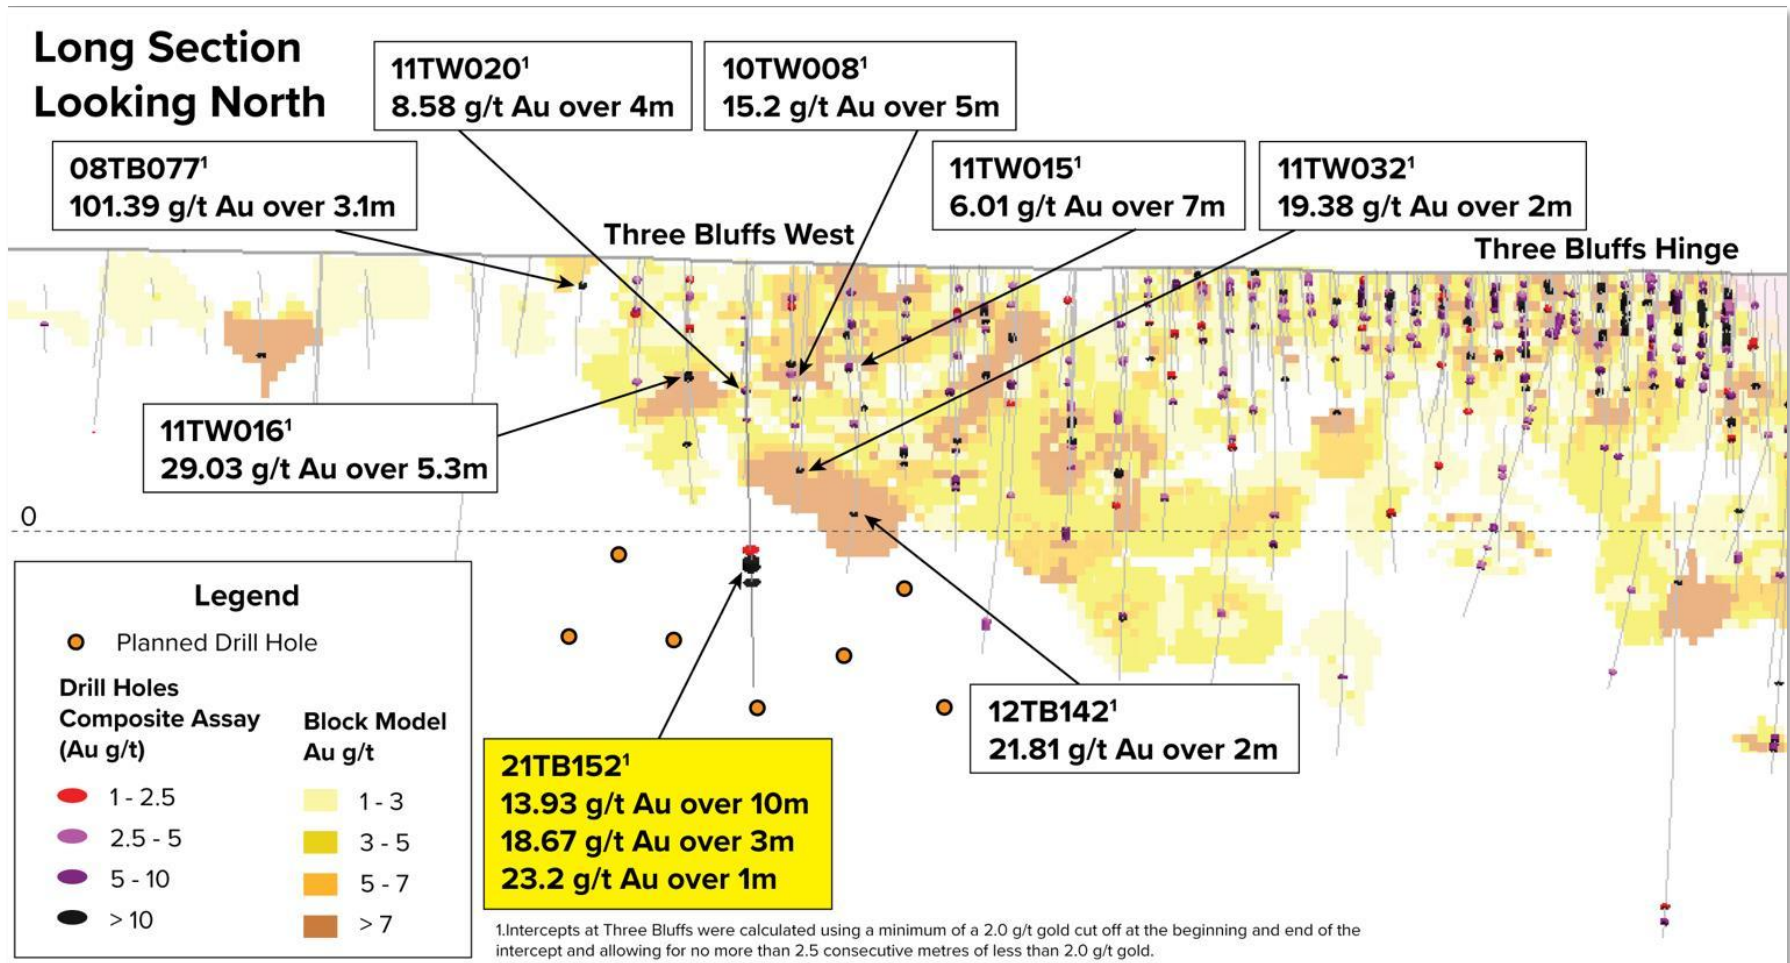 Long Section
Looking North
11TW020¹
8.58 g/t Au over 4m
10TW008¹
15.2 g/t Au over 5m
08TB077¹
101.39 g/t Au over 3.1m
11TW015¹
6.01 g/t Au over 7m
11TW032¹
19.38 g/t Au over 2m
Three Bluffs West
Three Bluffs Hinge
11TW016¹
29.03 g/t Au over 5.3m
0
Legend
Planned Drill Hole
Drill Holes
Composite Assay
(Au g/t)
1 - 2.5
2.5 - 5
5 - 10
> 10
Block Model
Au g/t
1 - 3
3 - 5
5 - 7
> 7
12TB142¹
21.81 g/t Au over 2m
21TB152¹
13.93 g/t Au over 10m
18.67 g/t Au over 3m
23.2 g/t Au over 1m
1.Intercepts at Three Bluffs were calculated using a minimum of a 2.0 g/t gold cut off at the beginning and end of the
intercept and allowing for no more than 2.5 consecutive metres of less than 2.0 g/t gold.